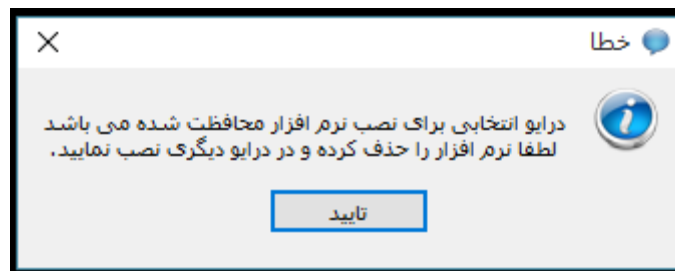 خطا
درایو انتخابی برای نصب نرم افزار محافظت شده می باشد
لطفا نرم افزار را حذف کرده و در درایو دیگری نصب نمایید.
تایید